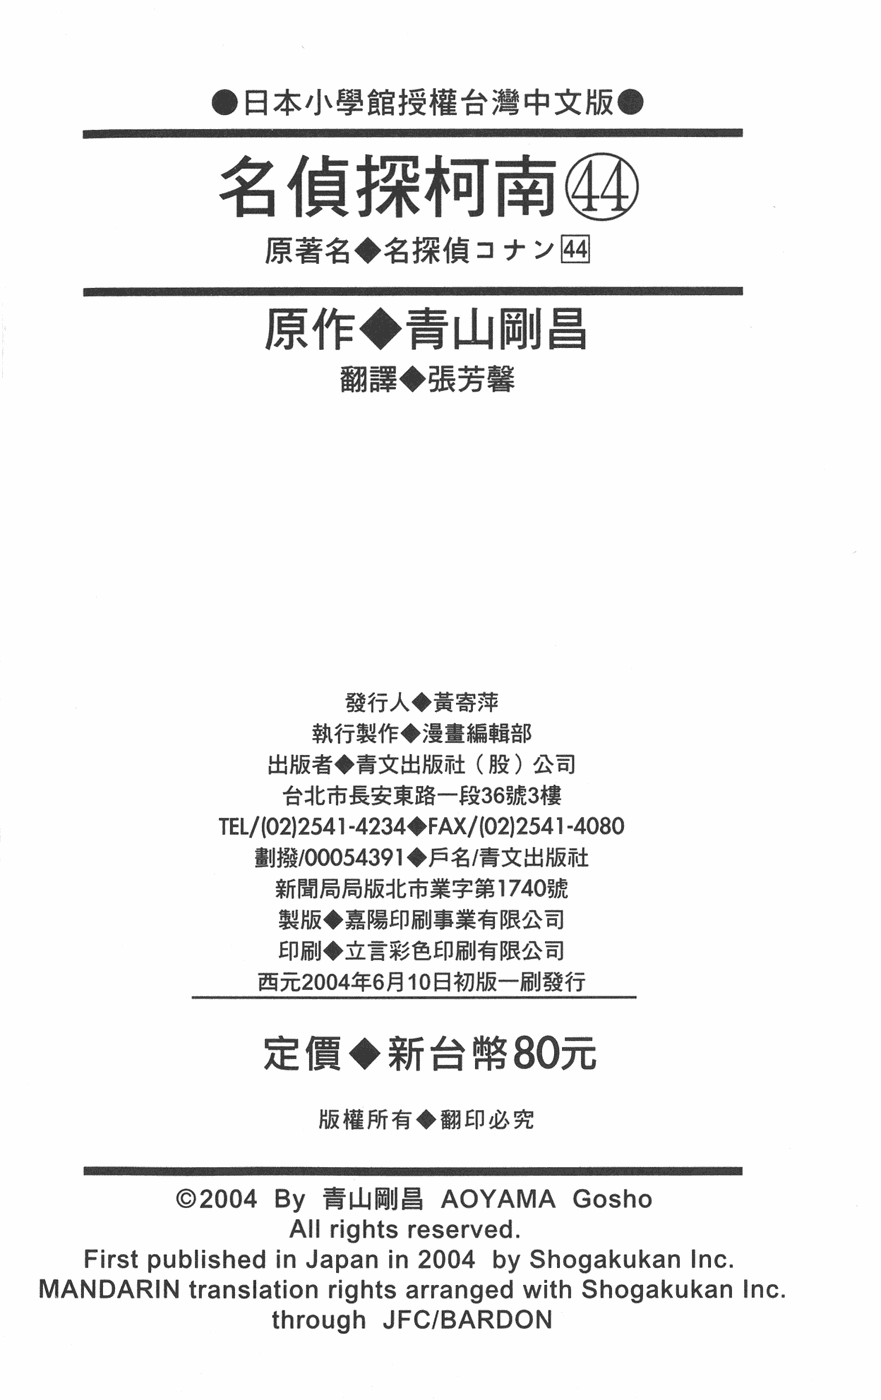 ●日本小學館授權台灣中文版●
名偵探柯南㊹
原著名◆名探偵コナン44
原作◆青山剛昌
翻譯◆張芳馨
發行人◆黃寄萍
執行製作◆漫畫編輯部
出版者◆青文出版社（股）公司
台北市長安東路一段36號3樓
TEL/(02)2541-4234◆FAX/(02)2541-4080
劃撥/00054391◆戶名/青文出版社
新聞局局版北市業字第1740號
製版◆嘉陽印刷事業有限公司
印刷◆立言彩色印刷有限公司
西元2004年6月10日初版一刷發行
定價◆新台幣80元
版權所有◆翻印必究
©2004 By 青山剛昌 AOYAMA Gosho
All rights reserved.
First published in Japan in 2004 by Shogakukan Inc.
MANDARIN translation rights arranged with Shogakukan Inc.
through JFC/BARDON